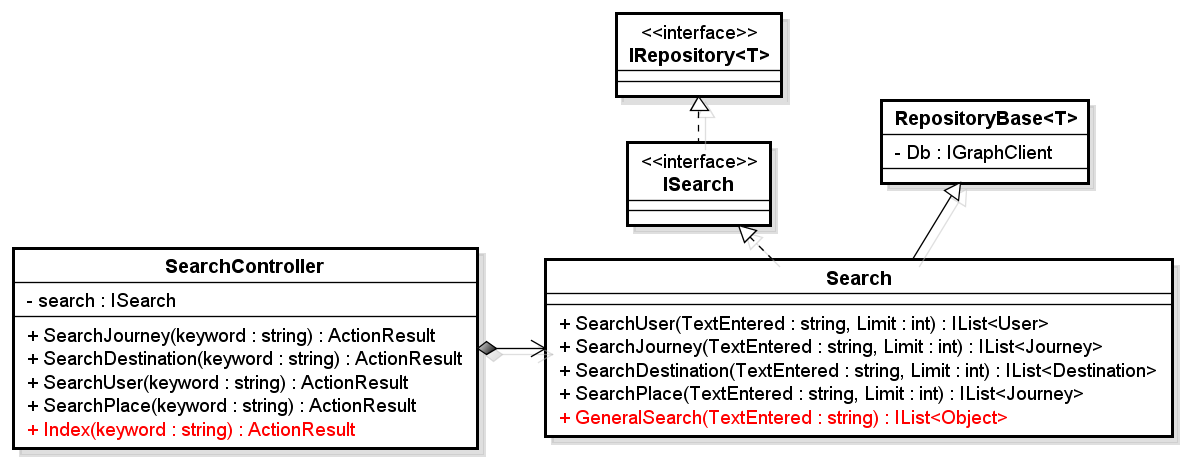 <<interface>>
IRepository<T>
<<interface>>
ISearch
RepositoryBase<T>
- Db : IGraphClient
SearchController
- search : ISearch
+ SearchJourney(keyword : string) : ActionResult
+ SearchDestination(keyword : string) : ActionResult
+ SearchUser(keyword : string) : ActionResult
+ SearchPlace(keyword : string) : ActionResult
+ Index(keyword : string) : ActionResult
Search
+ SearchUser(TextEntered : string, Limit : int) : IList<User>
+ SearchJourney(TextEntered : string, Limit : int) : IList<Journey>
+ SearchDestination(TextEntered : string, Limit : int) : IList<Destination>
+ SearchPlace(TextEntered : string, Limit : int) : IList<Journey>
+ GeneralSearch(TextEntered : string) : IList<Object>